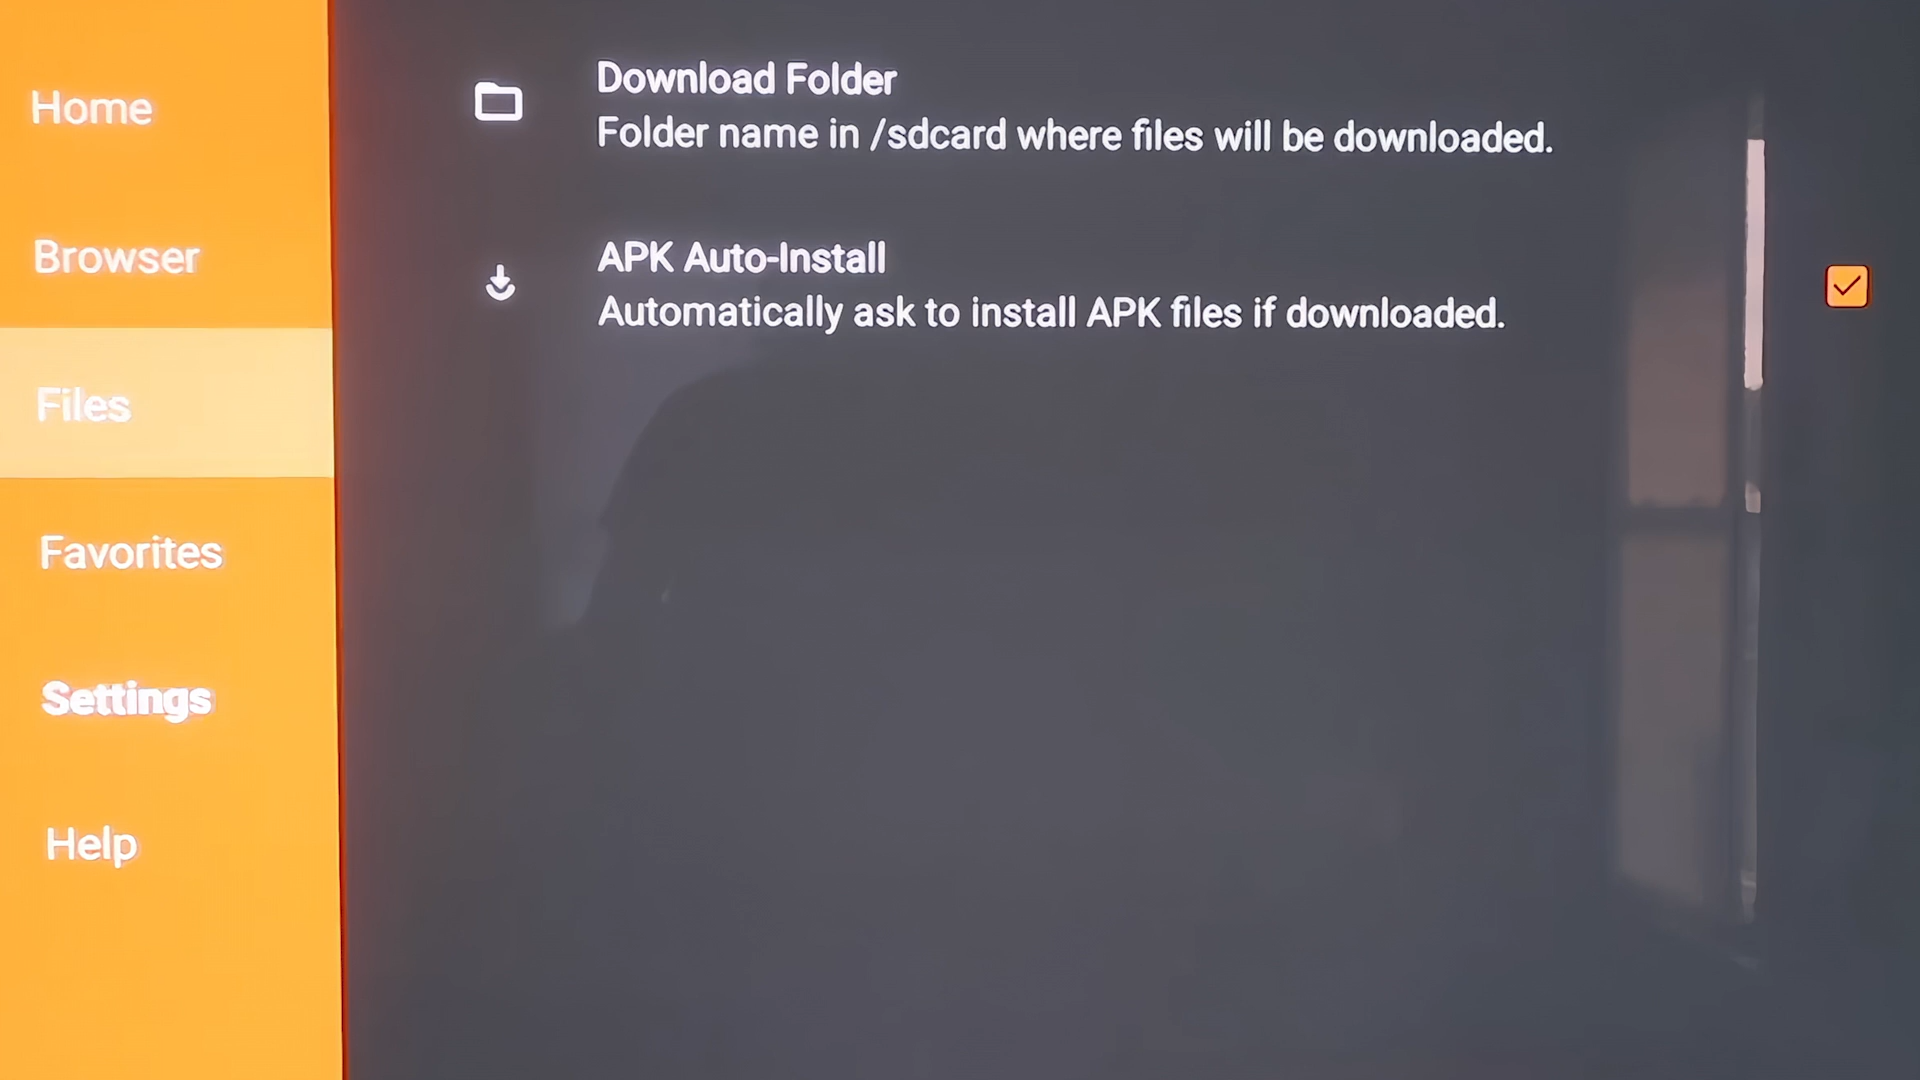 Home
Browser
Files
Favorites
Settings
Help
Download Folder
Folder name in /sdcard where files will be downloaded.
APK Auto-Install
Automatically ask to install APK files if downloaded.